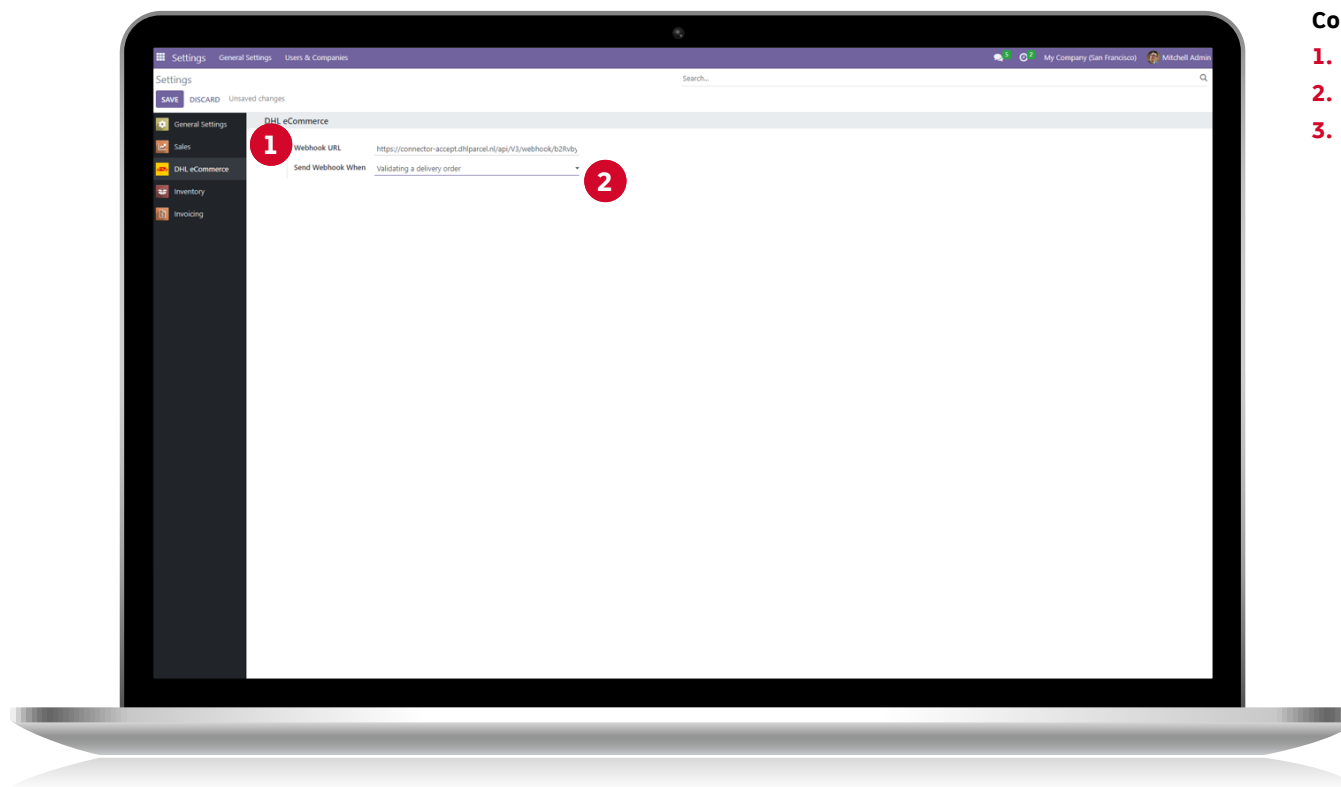 Settings General Settings Users & Companies 5 2 My Company (San Francisco) Mitchell Admin
Settings Search...
SAVE DISCARD Unsaved changes
General Settings
Sales
DHL eCommerce
Inventory
Invoicing
DHL eCommerce
1 Webhook URL https://connector-accept.dhlparcel.nl/api/V3/webhook/b2Rvby
Send Webhook When Validating a delivery order 2
Co
1.
2.
3.